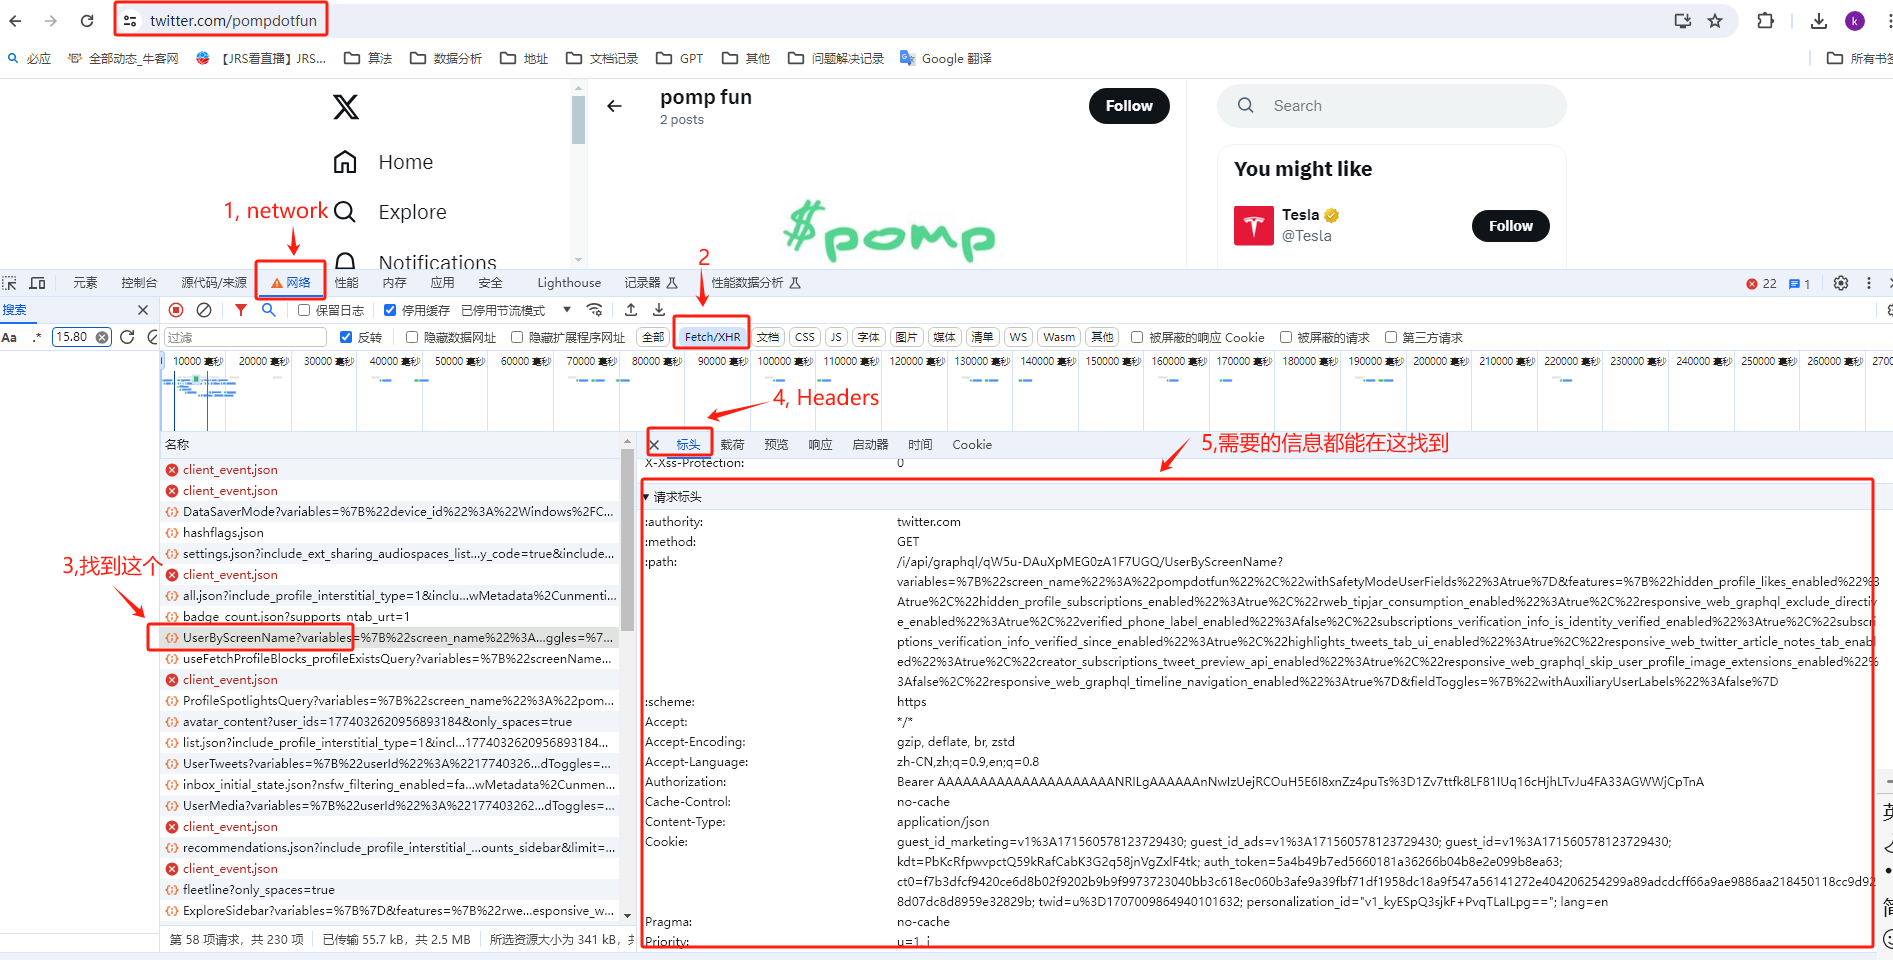 twitter.com/pompdotfun
k
必应
全部动态_牛客网
【JRS看直播】JRS...
算法
数据分析
地址
文档记录
GPT
其他
问题解决记录
Google 翻译
所有书签
pomp fun
2 posts
Follow
Search
Home
Explore
Notifications
$pomp
You might like
Tesla
@Tesla
Follow
1, network
2
元素
控制台
源代码/来源
网络
性能
内存
应用
安全
Lighthouse
记录器
性能数据分析
22
1
搜索
保留日志
停用缓存
已停用节流模式
Aa
.*
15.80
过滤
反转
隐藏数据网址
隐藏扩展程序网址
全部
Fetch/XHR
文档
CSS
JS
字体
图片
媒体
清单
WS
Wasm
其他
被屏蔽的响应 Cookie
被屏蔽的请求
第三方请求
10000 毫秒
20000 毫秒
30000 毫秒
40000 毫秒
50000 毫秒
60000 毫秒
70000 毫秒
80000 毫秒
90000 毫秒
100000 毫秒
110000 毫秒
120000 毫秒
130000 毫秒
140000 毫秒
150000 毫秒
160000 毫秒
170000 毫秒
180000 毫秒
190000 毫秒
200000 毫秒
210000 毫秒
220000 毫秒
230000 毫秒
240000 毫秒
250000 毫秒
260000 毫秒
2700
4, Headers
名称
标头
载荷
预览
响应
启动器
时间
Cookie
5,需要的信息都能在这找到
3,找到这个
client_event.json
client_event.json
DataSaverMode?variables=%7B%22device_id%22%3A%22Windows%2FC...
hashflags.json
settings.json?include_ext_sharing_audiospaces_list...y_code=true&include...
client_event.json
all.json?include_profile_interstitial_type=1&inclu...wMetadata%2Cunmenti...
badge_count.json?supports_ntab_urt=1
UserByScreenName?variables=%7B%22screen_name%22%3A...ggles=%7...
useFetchProfileBlocks_profileExistsQuery?variables=%7B%22screenName...
client_event.json
ProfileSpotlightsQuery?variables=%7B%22screen_name%22%3A%22pom...
avatar_content?user_ids=1774032620956893184&only_spaces=true
list.json?include_profile_interstitial_type=1&incl...1774032620956893184...
UserTweets?variables=%7B%22userId%22%3A%2217740326...dToggles=...
inbox_initial_state.json?nsfw_filtering_enabled=fa...wMetadata%2Cunmen...
UserMedia?variables=%7B%22userId%22%3A%221774032​62...dToggles=...
client_event.json
recommendations.json?include_profile_interstitial_...ounts_sidebar&limit=...
client_event.json
fleetline?only_spaces=true
ExploreSidebar?variables=%7B%7D&features=%7B%22rwe...esponsive_w...
第 58 项请求，共 230 项
已传输 55.7 kB，共 2.5 MB
所选资源大小为 341 kB，共
X-Xss-Protection:
0
请求标头
:authority:
twitter.com
:method:
GET
:path:
/i/api/graphql/qW5u-DAuXpMEG0zA1F7UGQ/UserByScreenName?
variables=%7B%22screen_name%22%3A%22pompdotfun%22%2C%22withSafetyModeUserFields%22%3Atrue%7D&features=%7B%22hidden_profile_likes_enabled%22%3
Atrue%2C%22hidden_profile_subscriptions_enabled%22%3Atrue%2C%22rweb_tipjar_consumption_enabled%22%3Atrue%2C%22responsive_web_graphql_exclude_directiv
e_enabled%22%3Atrue%2C%22verified_phone_label_enabled%22%3Afalse%2C%22subscriptions_verification_info_is_identity_verified_enabled%22%3Atrue%2C%22subscri
ptions_verification_info_verified_since_enabled%22%3Atrue%2C%22highlights_tweets_tab_ui_enabled%22%3Atrue%2C%22responsive_web_twitter_article_notes_tab_enabl
ed%22%3Atrue%2C%22creator_subscriptions_tweet_preview_api_enabled%22%3Atrue%2C%22responsive_web_graphql_skip_user_profile_image_extensions_enabled%22%
3Afalse%2C%22responsive_web_graphql_timeline_navigation_enabled%22%3Atrue%7D&fieldToggles=%7B%22withAuxiliaryUserLabels%22%3Afalse%7D
:scheme:
https
Accept:
*/*
Accept-Encoding:
gzip, deflate, br, zstd
Accept-Language:
zh-CN,zh;q=0.9,en;q=0.8
Authorization:
Bearer AAAAAAAAAAAAAAAAAAAAANRILgAAAAAAnNwIzUejRCOuH5E6I8xnZz4puTs%3D1Zv7ttfk8LF81IUq16cHjhLTvJu4FA33AGWWjCpTnA
Cache-Control:
no-cache
Content-Type:
application/json
Cookie:
guest_id_marketing=v1%3A171560578123729430; guest_id_ads=v1%3A171560578123729430; guest_id=v1%3A171560578123729430;
kdt=PbKcRfpwvpctQ59kRafCabK3G2q58jnVgZxlF4tk; auth_token=5a4b49b7ed5660181a36266b04b8e2e099b8ea63;
ct0=f7b3dfcf9420ce6d8b02f9202b9b9f9973723040bb3c618ec060b3afe9a39fbf71df1958dc18a9f547a56141272e404206254299a89adcdcff66a9ae9886aa218450118cc9d92
8d07dc8d8959e32829b; twid=u%3D1707009864940101632; personalization_id="v1_kyESpQ3sjkF+PvqTLaILpg=="; lang=en
Pragma:
no-cache
Priority:
u=1, i
英
简